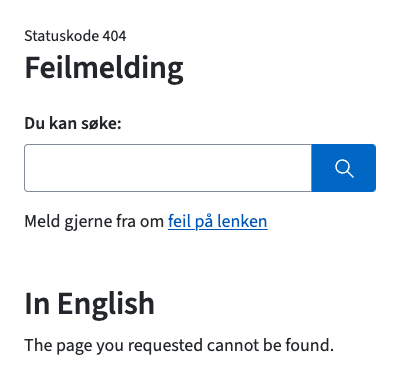 Statuskode 404
Feilmelding
Du kan søke:
Meld gjerne fra om feil på lenken
In English
The page you requested cannot be found.